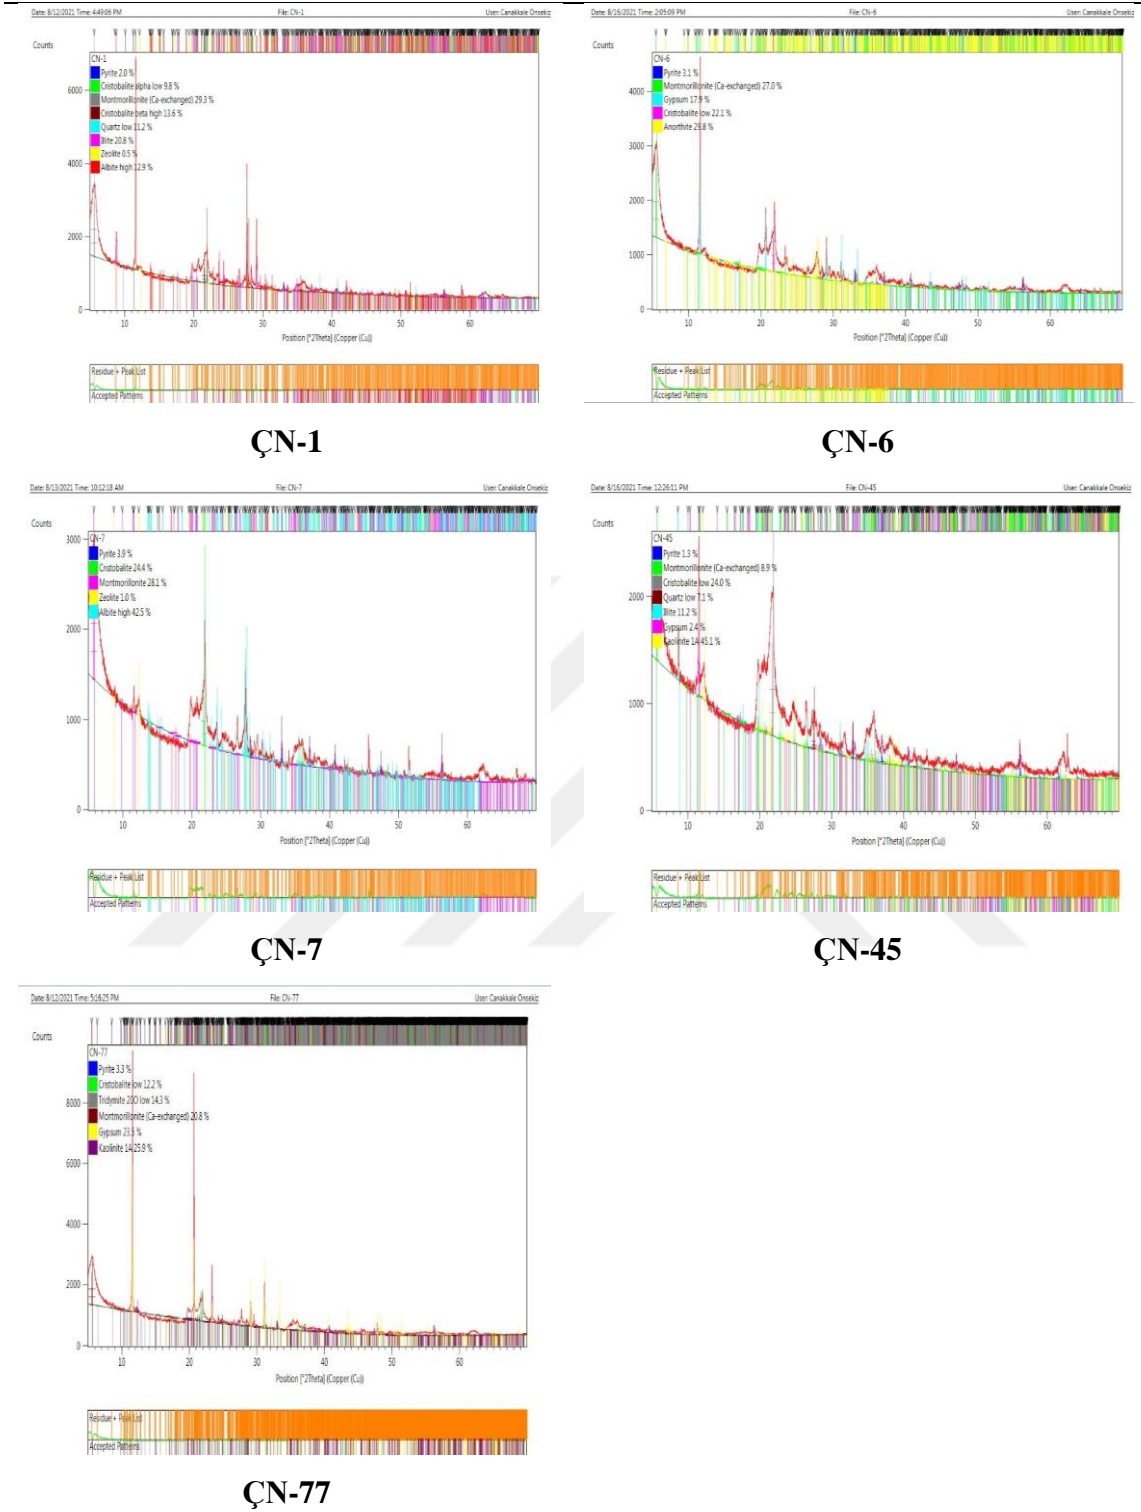 Date: 8/12/2021 Time: 4:49:06 PM File: CN-1 User: Canakkale Onsekiz
Counts
CN-1
Pyrite 2.0 %
Cristobalite alpha low 9.8 %
Montmorillonite (Ca-exchanged) 29.3 %
Cristobalite beta high 13.6 %
Quartz low 11.2 %
Illite 20.8 %
Zeolite 0.5 %
Albite high 12.9 %
6000
4000
2000
0
10 20 30 40 50 60
Position [°2Theta] (Copper (Cu))
Residue + Peak List
Accepted Patterns
ÇN-1
Date: 8/16/2021 Time: 2:05:09 PM File: CN-6 User: Canakkale Onsekiz
Counts
CN-6
Pyrite 3.1 %
Montmorillonite (Ca-exchanged) 27.0 %
Gypsum 17.9 %
Cristobalite low 22.1 %
Anorthite 29.8 %
4000
3000
2000
1000
0
10 20 30 40 50 60
Position [°2Theta] (Copper (Cu))
Residue + Peak List
Accepted Patterns
ÇN-6
Date: 8/13/2021 Time: 10:12:18 AM File: CN-7 User: Canakkale Onsekiz
Counts
CN-7
Pyrite 3.9 %
Cristobalite 24.4 %
Montmorillonite 28.1 %
Zeolite 1.0 %
Albite high 42.5 %
3000
2000
1000
0
10 20 30 40 50 60
Position [°2Theta] (Copper (Cu))
Residue + Peak List
Accepted Patterns
ÇN-7
Date: 8/16/2021 Time: 12:26:11 PM File: CN-45 User: Canakkale Onsekiz
Counts
CN-45
Pyrite 1.3 %
Montmorillonite (Ca-exchanged) 8.9 %
Cristobalite low 24.0 %
Quartz low 7.1 %
Illite 11.2 %
Gypsum 2.4 %
Kaolinite 1A 45.1 %
2000
1000
0
10 20 30 40 50 60
Position [°2Theta] (Copper (Cu))
Residue + Peak List
Accepted Patterns
ÇN-45
Date: 8/12/2021 Time: 5:16:25 PM File: CN-77 User: Canakkale Onsekiz
Counts
CN-77
Pyrite 3.3 %
Cristobalite low 12.2 %
Tridymite 20O low 14.3 %
Montmorillonite (Ca-exchanged) 20.8 %
Gypsum 23.5 %
Kaolinite 1A 25.9 %
8000
6000
4000
2000
0
10 20 30 40 50 60
Position [°2Theta] (Copper (Cu))
Residue + Peak List
Accepted Patterns
ÇN-77